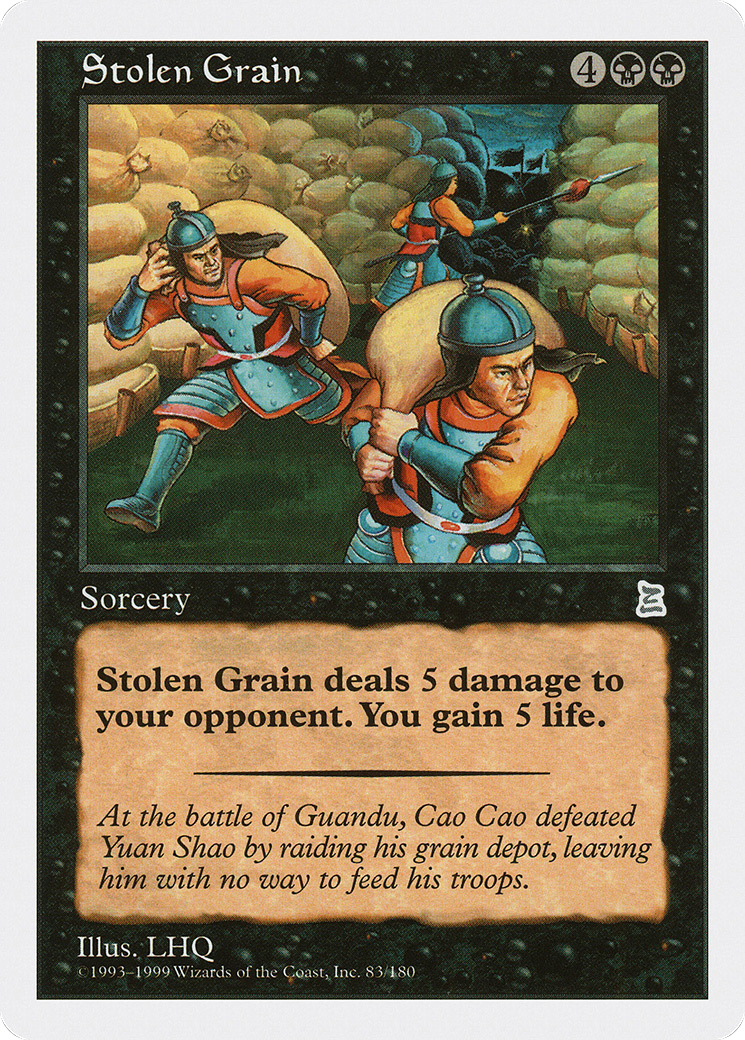 Stolen Grain
4
Sorcery
Stolen Grain deals 5 damage to
your opponent. You gain 5 life.
At the battle of Guandu, Cao Cao defeated
Yuan Shao by raiding his grain depot, leaving
him with no way to feed his troops.
Illus. LHQ
©1993–1999 Wizards of the Coast, Inc. 83/180